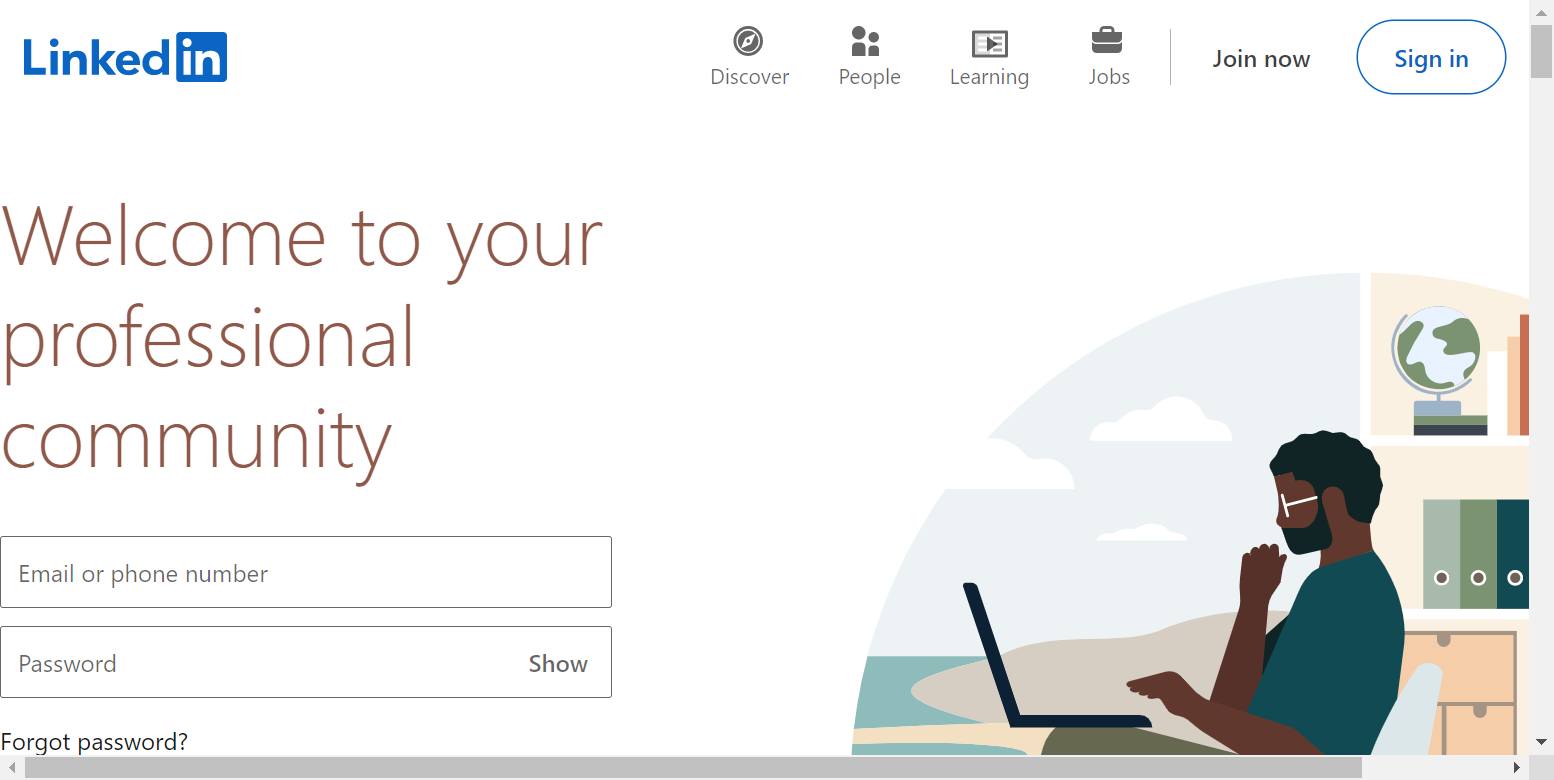 LinkedIn
Discover
People
Learning
Jobs
Join now
Sign in
Welcome to your
professional
community
Email or phone number
Password
Show
Forgot password?